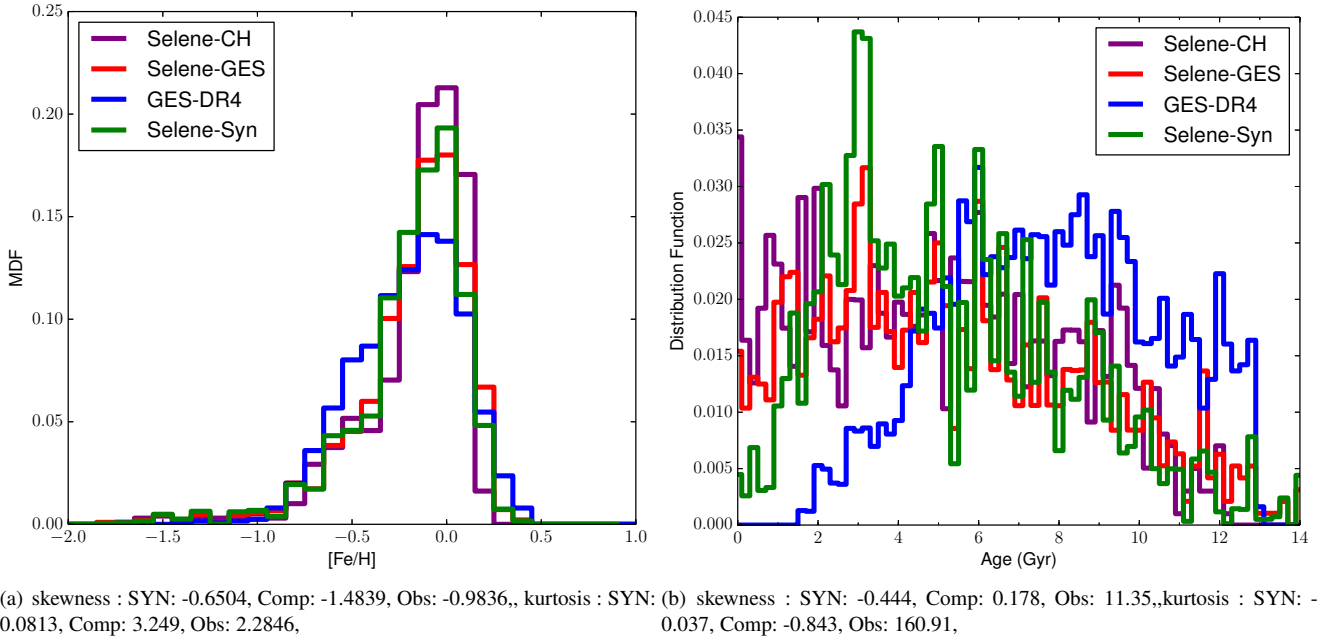 0.25
0.20
0.15
0.10
0.05
0.00
MDF
Selene-CH
Selene-GES
GES-DR4
Selene-Syn
−2.0 −1.5 −1.0 −0.5 0.0 0.5 1.0
[Fe/H]
0.045
0.040
0.035
0.030
0.025
0.020
0.015
0.010
0.005
0.000
Distribution Function
Selene-CH
Selene-GES
GES-DR4
Selene-Syn
0 2 4 6 8 10 12 14
Age (Gyr)
(a) skewness : SYN: -0.6504, Comp: -1.4839, Obs: -0.9836,, kurtosis : SYN:
0.0813, Comp: 3.249, Obs: 2.2846,
(b) skewness : SYN: -0.444, Comp: 0.178, Obs: 11.35,,kurtosis : SYN: -
0.037, Comp: -0.843, Obs: 160.91,